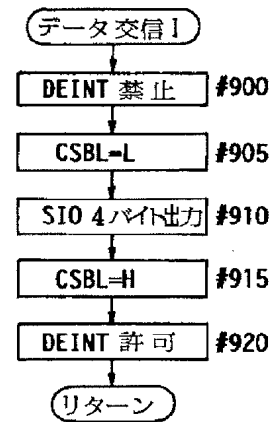 データ交信I
DEINT 禁止 #900
CSBL=L #905
SIO 4バイト出力 #910
CSBL=H #915
DEINT 許可 #920
リターン